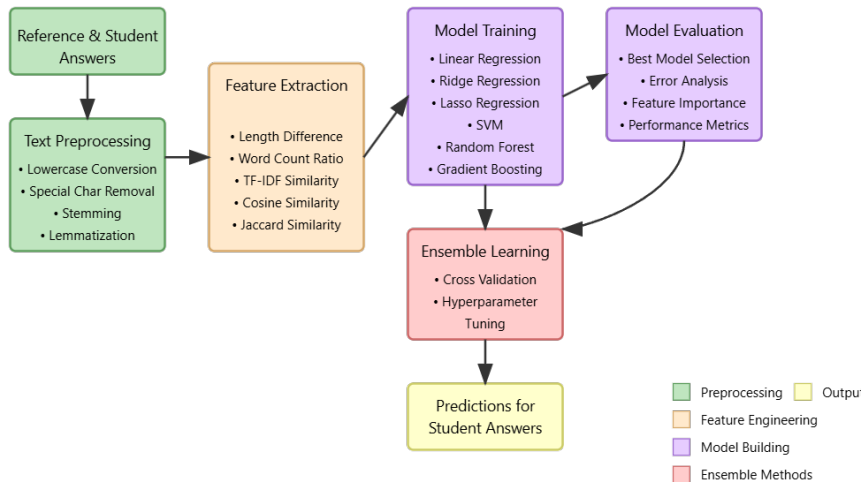 Reference & Student
Answers
Text Preprocessing
• Lowercase Conversion
• Special Char Removal
• Stemming
• Lemmatization
Feature Extraction
• Length Difference
• Word Count Ratio
• TF-IDF Similarity
• Cosine Similarity
• Jaccard Similarity
Model Training
• Linear Regression
• Ridge Regression
• Lasso Regression
• SVM
• Random Forest
• Gradient Boosting
Model Evaluation
• Best Model Selection
• Error Analysis
• Feature Importance
• Performance Metrics
Ensemble Learning
• Cross Validation
• Hyperparameter
Tuning
Predictions for
Student Answers
Preprocessing
Output
Feature Engineering
Model Building
Ensemble Methods